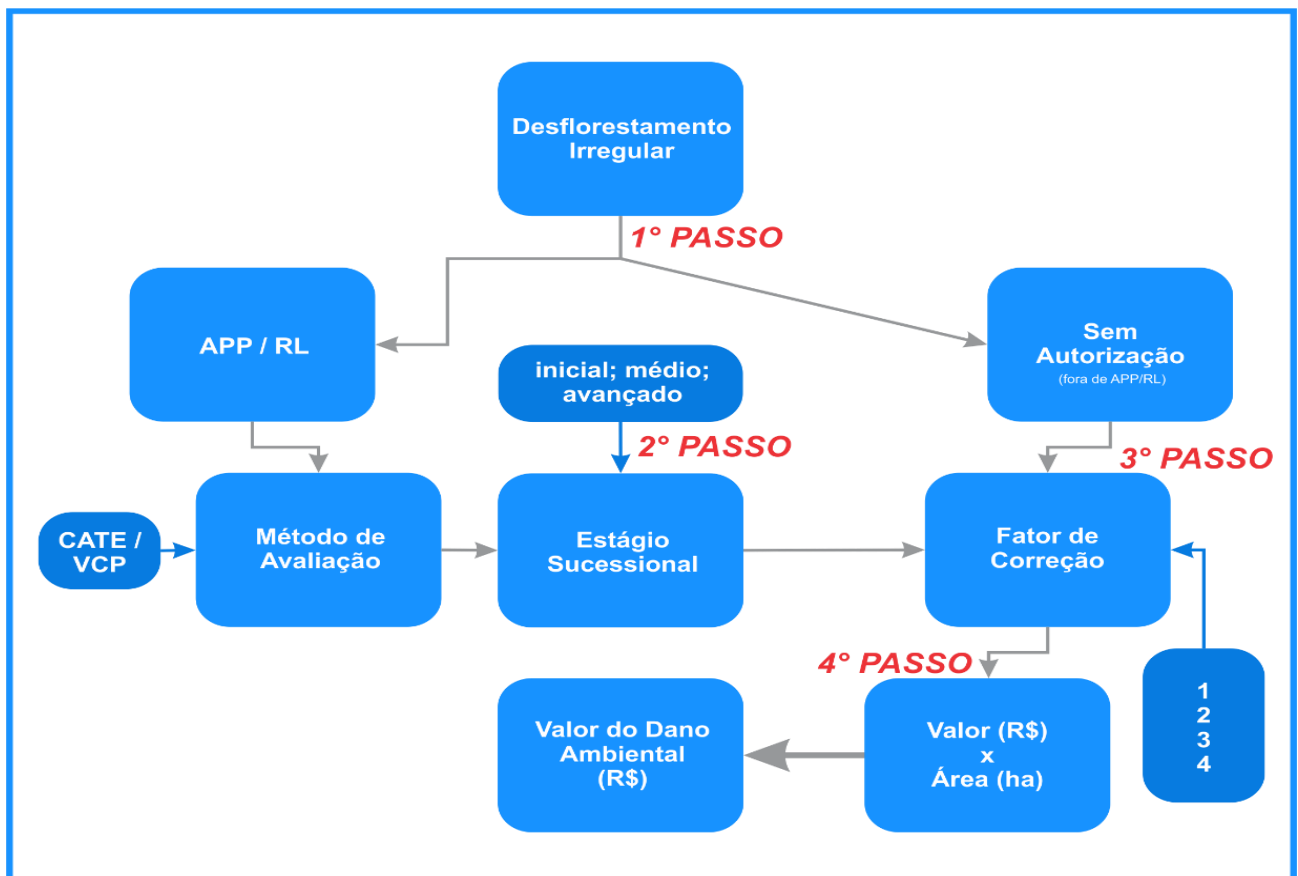 Desflorestamento
Irregular
1° PASSO
APP / RL
Sem
Autorização
(fora de APP/RL)
inicial; médio;
avançado
2° PASSO
3° PASSO
CATE /
VCP
Método de
Avaliação
Estágio
Sucessional
Fator de
Correção
4° PASSO
Valor do Dano
Ambiental
(R$)
Valor (R$)
x
Área (ha)
1
2
3
4